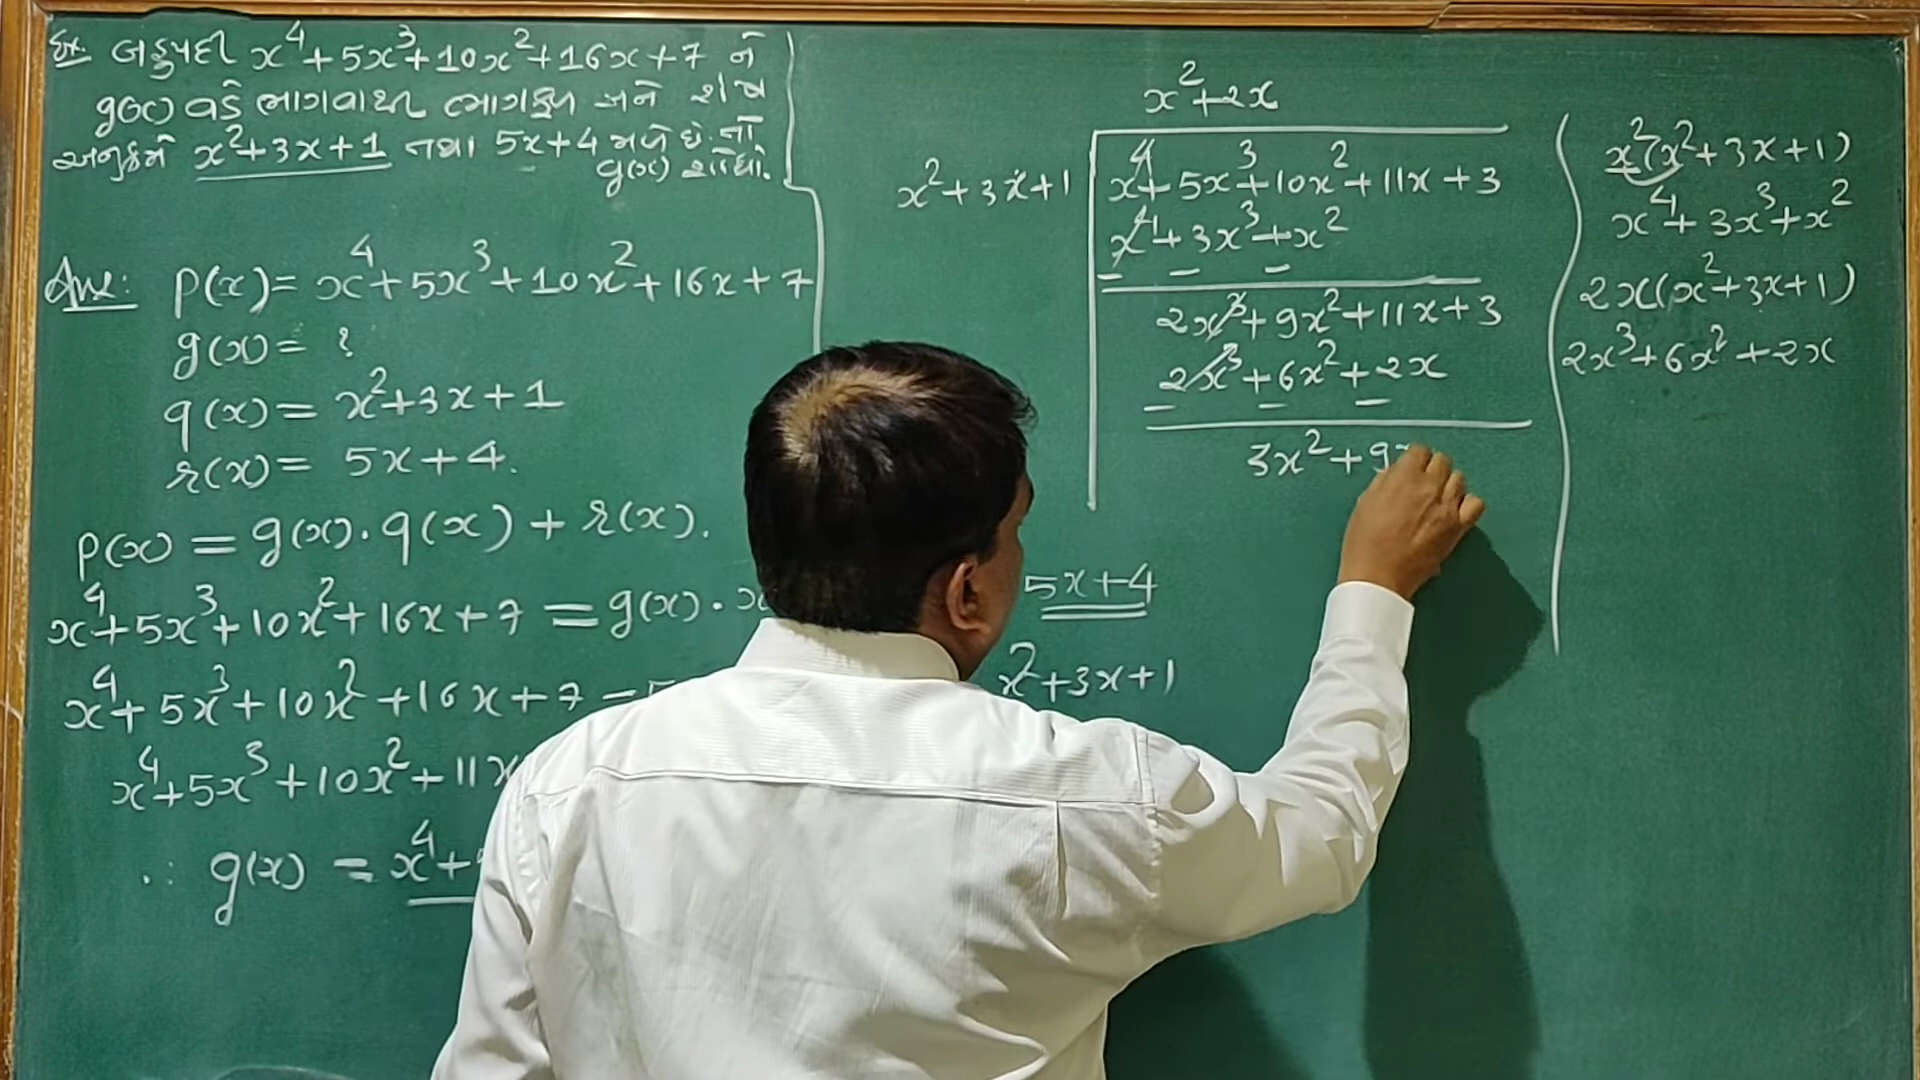 Ex. બહુપદી x⁴+5x³+10x²+16x+7 ને
g(x) વડે ભાગવાથી ભાગફળ અને શેષ
અનુક્રમે x²+3x+1 તથા 5x+4 મળે છે. તો
g(x) શોધો.
Ans: p(x)= x⁴+5x³+10x²+16x+7
g(x)= ?
q(x)= x²+3x+1
r(x)= 5x+4.
p(x) = g(x).q(x)+r(x).
x⁴+5x³+10x²+16x+7 = g(x). x 5x+4
x⁴+5x³+10x²+16x+7 - 5 x²+3x+1
x⁴+5x³+10x²+11x
∴ g(x) = x⁴+
x²+2x
x²+3x+1 x⁴+5x³+10x²+11x+3
x⁴+3x³+x²
- - -
2x³+9x²+11x+3
2x³+6x²+2x
- - -
3x²+9x
x²(x²+3x+1)
x⁴+3x³+x²
2x(x²+3x+1)
2x³+6x²+2x